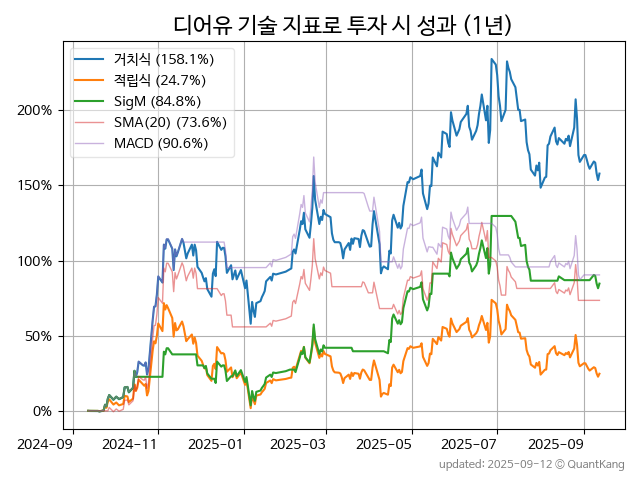 디어유 기술 지표로 투자 시 성과 (1년)
거치식 (158.1%)
적립식 (24.7%)
SigM (84.8%)
SMA(20) (73.6%)
MACD (90.6%)
200%
150%
100%
50%
0%
2024-09 2024-11 2025-01 2025-03 2025-05 2025-07 2025-09
updated: 2025-09-12 © QuantKang